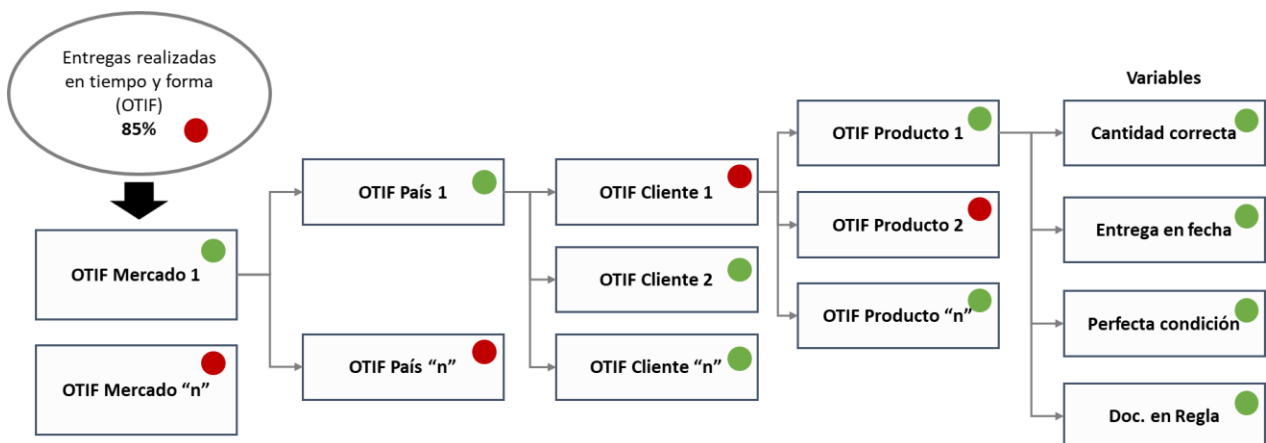 Entregas realizadas
en tiempo y forma
(OTIF)
85%
OTIF Mercado 1
OTIF Mercado “n”
OTIF País 1
OTIF País “n”
OTIF Cliente 1
OTIF Cliente 2
OTIF Cliente “n”
OTIF Producto 1
OTIF Producto 2
OTIF Producto “n”
Variables
Cantidad correcta
Entrega en fecha
Perfecta condición
Doc. en Regla